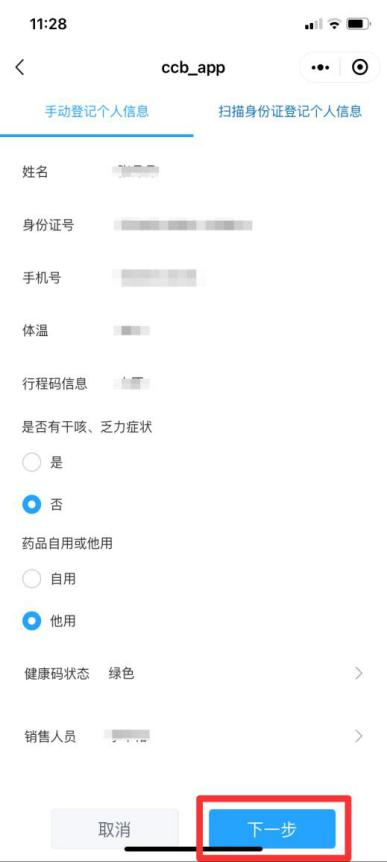 11:28
ccb_app
手动登记个人信息
扫描身份证登记个人信息
姓名
身份证号
手机号
体温
行程码信息
是否有干咳、乏力症状
是
否
药品自用或他用
自用
他用
健康码状态 绿色
销售人员
取消
下一步